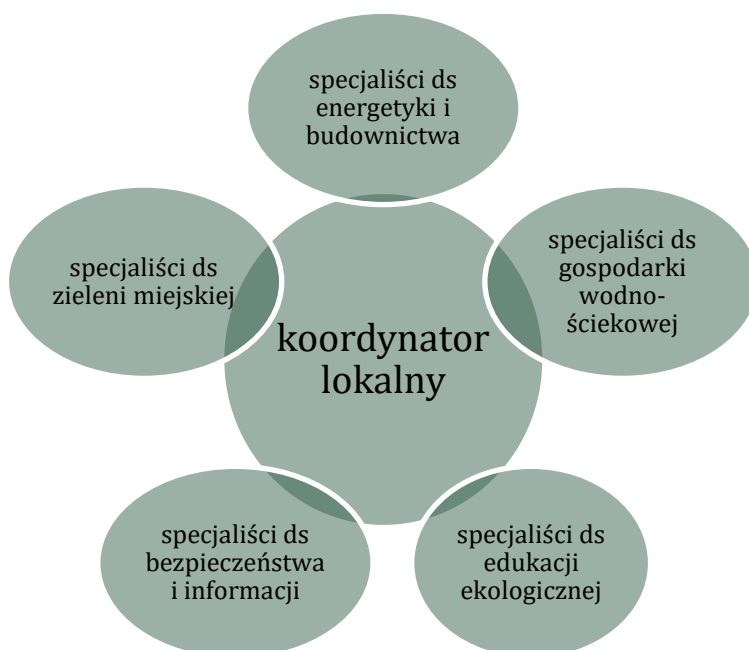 specjaliści ds
energetyki i
budownictwa
specjaliści ds
zieleni miejskiej
specjaliści ds
gospodarki
wodno-
ściekowej
koordynator
lokalny
specjaliści ds
bezpieczeństwa
i informacji
specjaliści ds
edukacji
ekologicznej